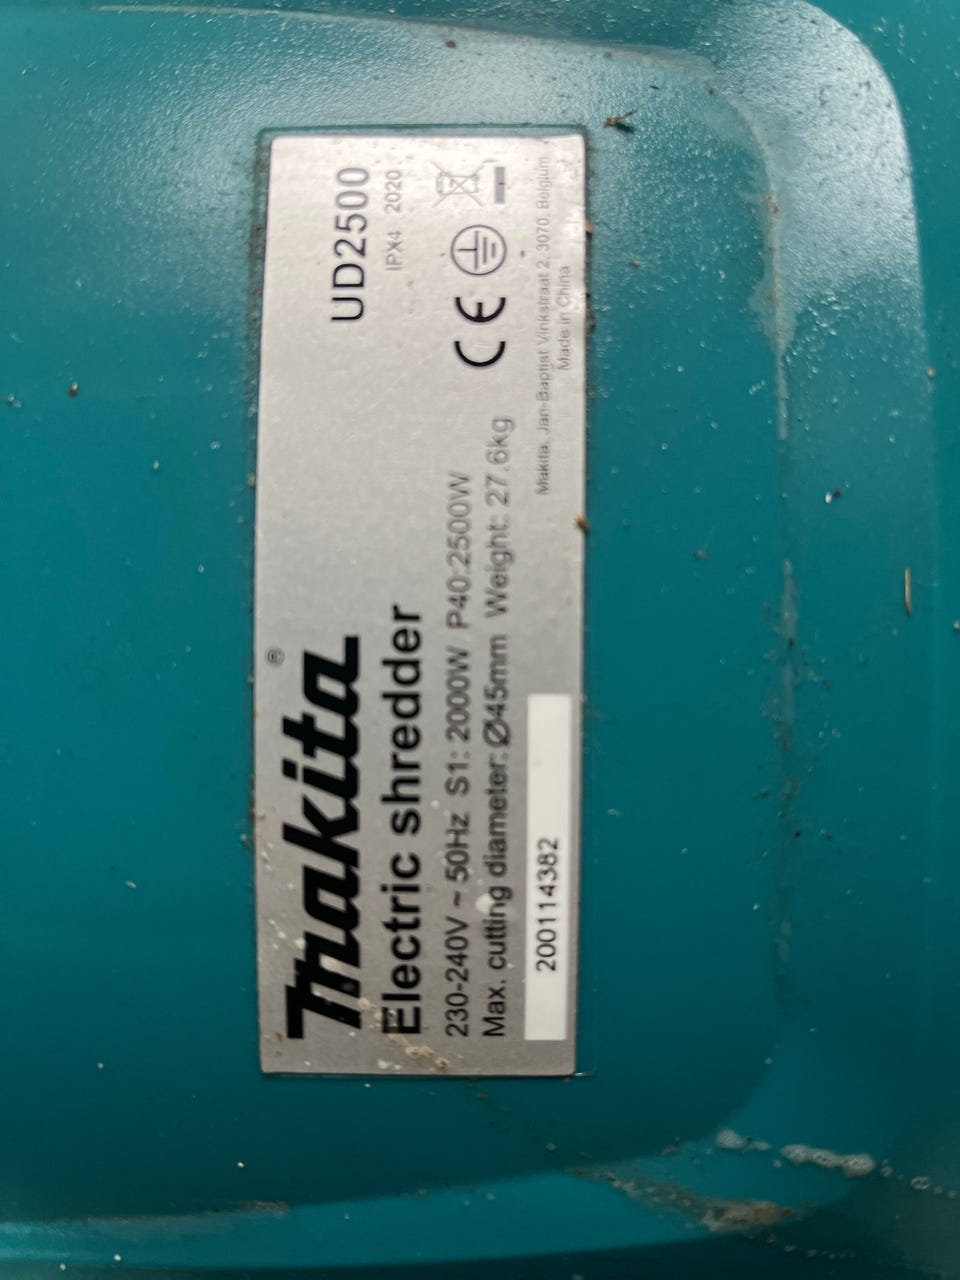 makita®
UD2500
Electric shredder
IPX4 2020
230-240V ~ 50Hz S1: 2000W P40:2500W
Max. cutting diameter: Ø45mm Weight: 27.6kg
CE
200114382
Makita, Jan-Baptist Vinkstraat 2, 3070, Belgium
Made in China